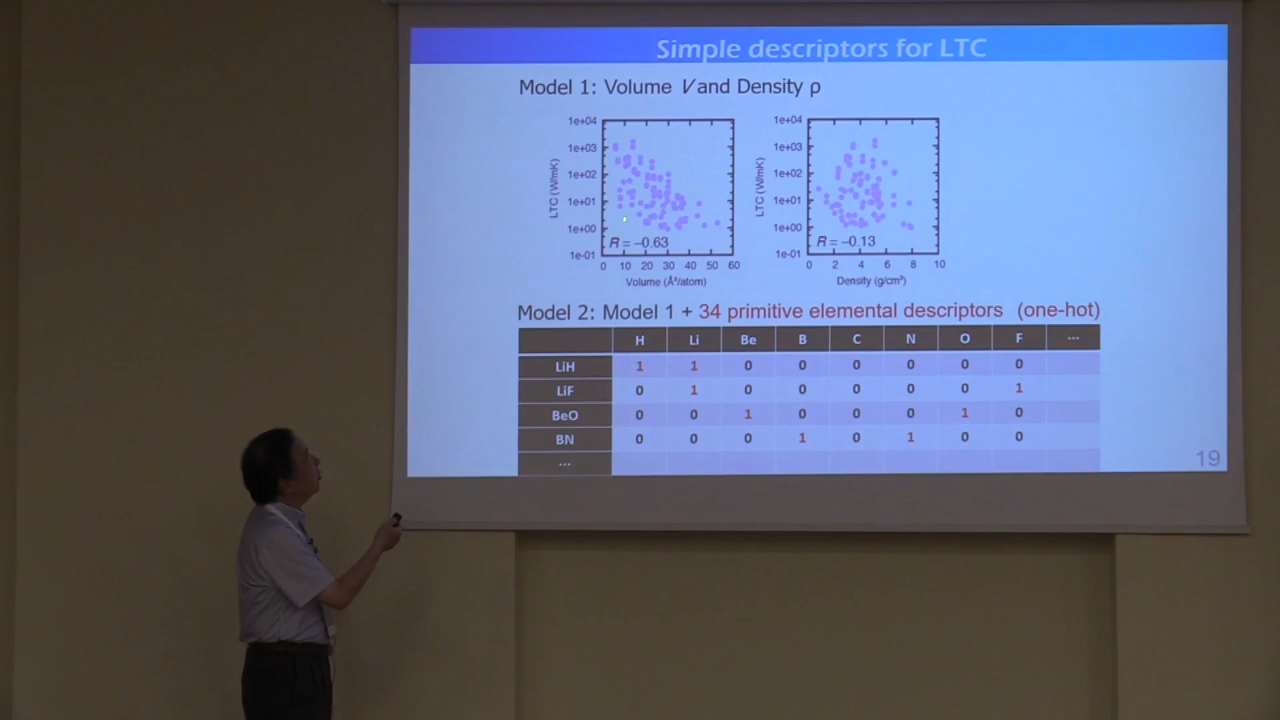 Simple descriptors for LTC
Model 1: Volume V and Density ρ
1e+04
1e+03
1e+02
1e+01
1e+00
1e-01
LTC (W/mK)
R = −0.63
0 10 20 30 40 50 60
Volume (Å³/atom)
1e+04
1e+03
1e+02
1e+01
1e+00
1e-01
LTC (W/mK)
R = −0.13
0 2 4 6 8 10
Density (g/cm³)
Model 2: Model 1 + 34 primitive elemental descriptors (one-hot)
H Li Be B C N O F ...
LiH 1 1 0 0 0 0 0 0
LiF 0 1 0 0 0 0 0 1
BeO 0 0 1 0 0 0 1 0
BN 0 0 0 1 0 1 0 0
...
19